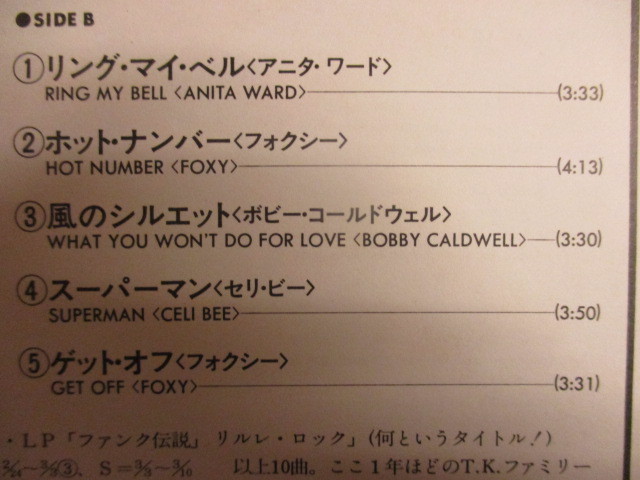 ●SIDE B
①リング・マイ・ベル〈アニタ・ワード〉
RING MY BELL 〈ANITA WARD〉 (3:33)
②ホット・ナンバー〈フォクシー〉
HOT NUMBER 〈FOXY〉 (4:13)
③風のシルエット〈ボビー・コールドウェル〉
WHAT YOU WON'T DO FOR LOVE 〈BOBBY CALDWELL〉 (3:30)
④スーパーマン〈セリ・ビー〉
SUPERMAN 〈CELI BEE〉 (3:50)
⑤ゲット・オフ〈フォクシー〉
GET OFF 〈FOXY〉 (3:31)
・LP「ファンク伝説」リルレ・ロック」(何というタイトル!)
S= 以上10曲。ここ1年ほどのT.K.ファミリー